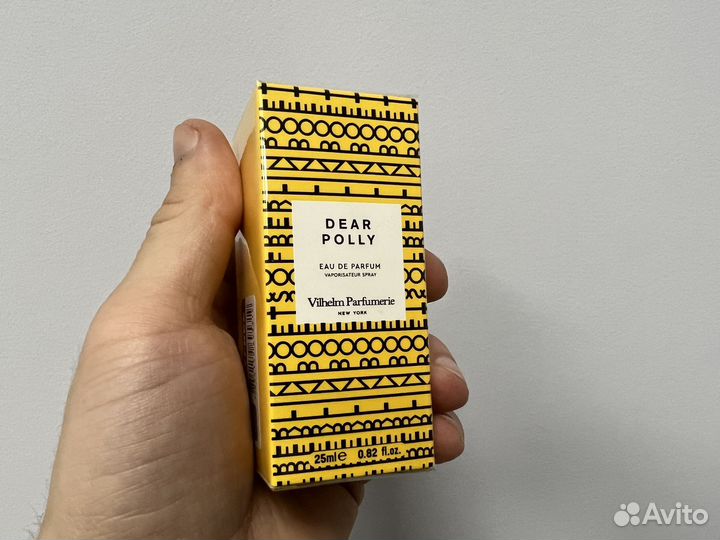 DEAR
POLLY
EAU DE PARFUM
VAPORISATEUR SPRAY
Vilhelm Parfumerie
NEW YORK
25ml e 0.82 fl.oz.
Avito